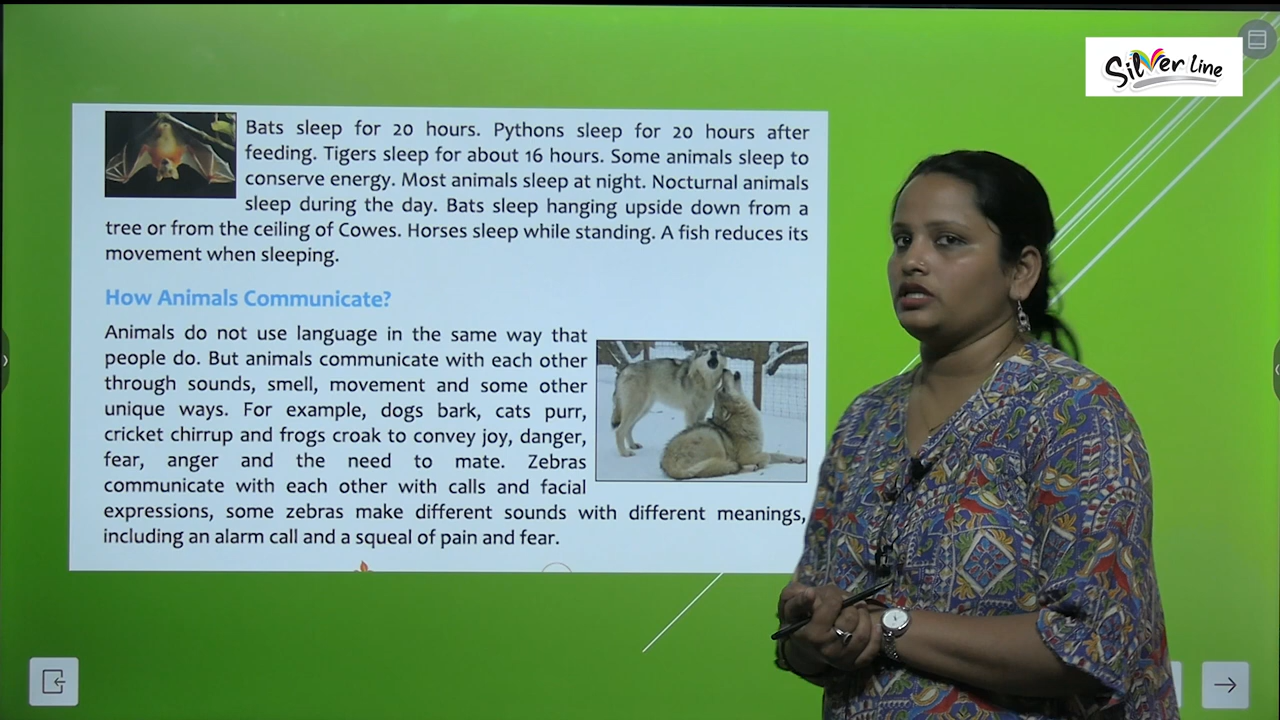 Silver Line
Bats sleep for 20 hours. Pythons sleep for 20 hours after
feeding. Tigers sleep for about 16 hours. Some animals sleep to
conserve energy. Most animals sleep at night. Nocturnal animals
sleep during the day. Bats sleep hanging upside down from a
tree or from the ceiling of Cowes. Horses sleep while standing. A fish reduces its
movement when sleeping.
How Animals Communicate?
Animals do not use language in the same way that
people do. But animals communicate with each other
through sounds, smell, movement and some other
unique ways. For example, dogs bark, cats purr,
cricket chirrup and frogs croak to convey joy, danger,
fear, anger and the need to mate. Zebras
communicate with each other with calls and facial
expressions, some zebras make different sounds with different meanings,
including an alarm call and a squeal of pain and fear.